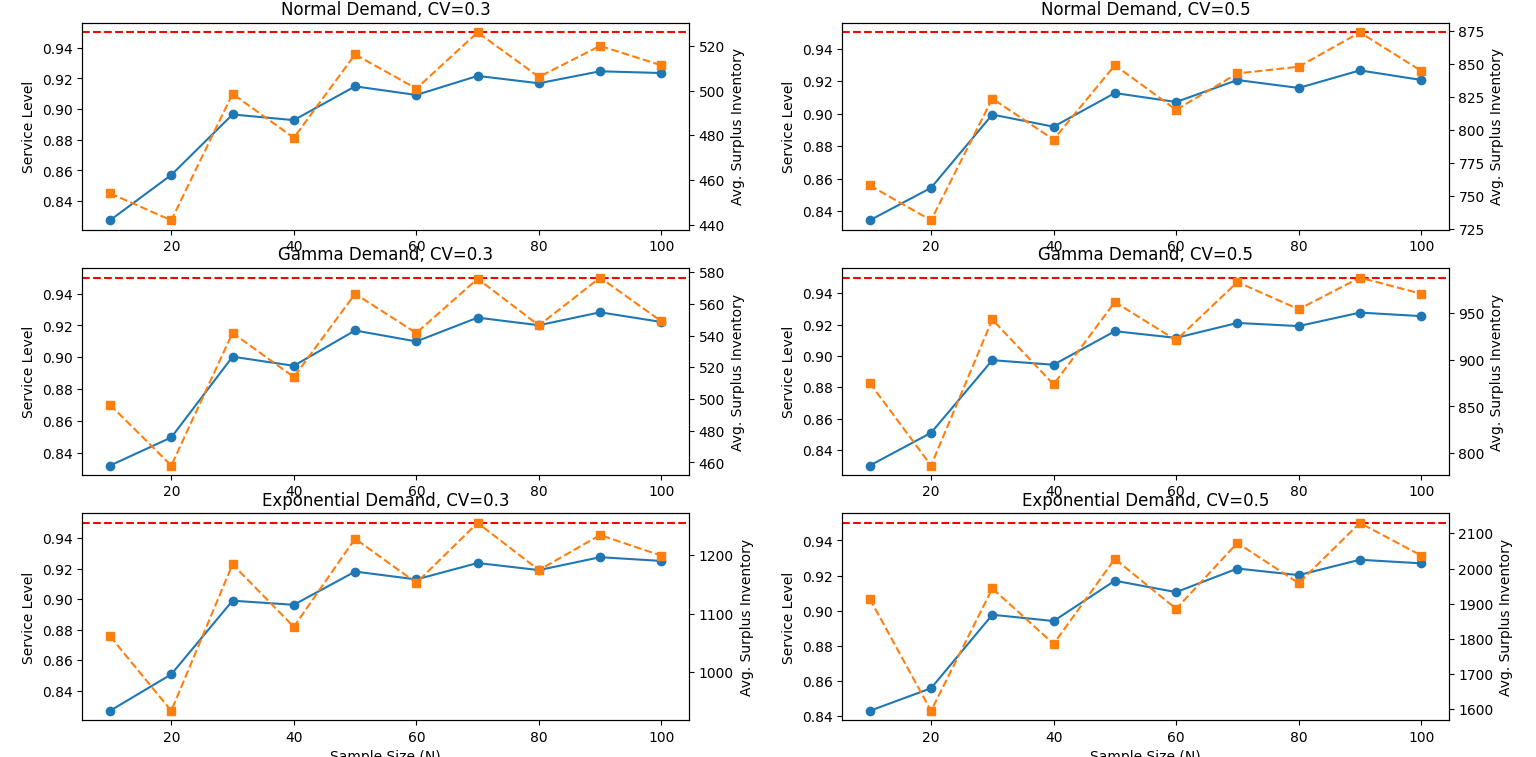 Normal Demand, CV=0.3
0.94
0.92
0.90
0.88
0.86
0.84
Service Level
520
500
480
460
440
Avg. Surplus Inventory
20 40 60 80 100
Normal Demand, CV=0.5
0.94
0.92
0.90
0.88
0.86
0.84
Service Level
875
850
825
800
775
750
725
Avg. Surplus Inventory
20 40 60 80 100
Gamma Demand, CV=0.3
0.94
0.92
0.90
0.88
0.86
0.84
Service Level
580
560
540
520
500
480
460
Avg. Surplus Inventory
20 40 60 80 100
Gamma Demand, CV=0.5
0.94
0.92
0.90
0.88
0.86
0.84
Service Level
950
900
850
800
Avg. Surplus Inventory
20 40 60 80 100
Exponential Demand, CV=0.3
0.94
0.92
0.90
0.88
0.86
0.84
Service Level
1200
1100
1000
Avg. Surplus Inventory
20 40 60 80 100
Sample Size (N)
Exponential Demand, CV=0.5
0.94
0.92
0.90
0.88
0.86
0.84
Service Level
2100
2000
1900
1800
1700
1600
Avg. Surplus Inventory
20 40 60 80 100
Sample Size (N)